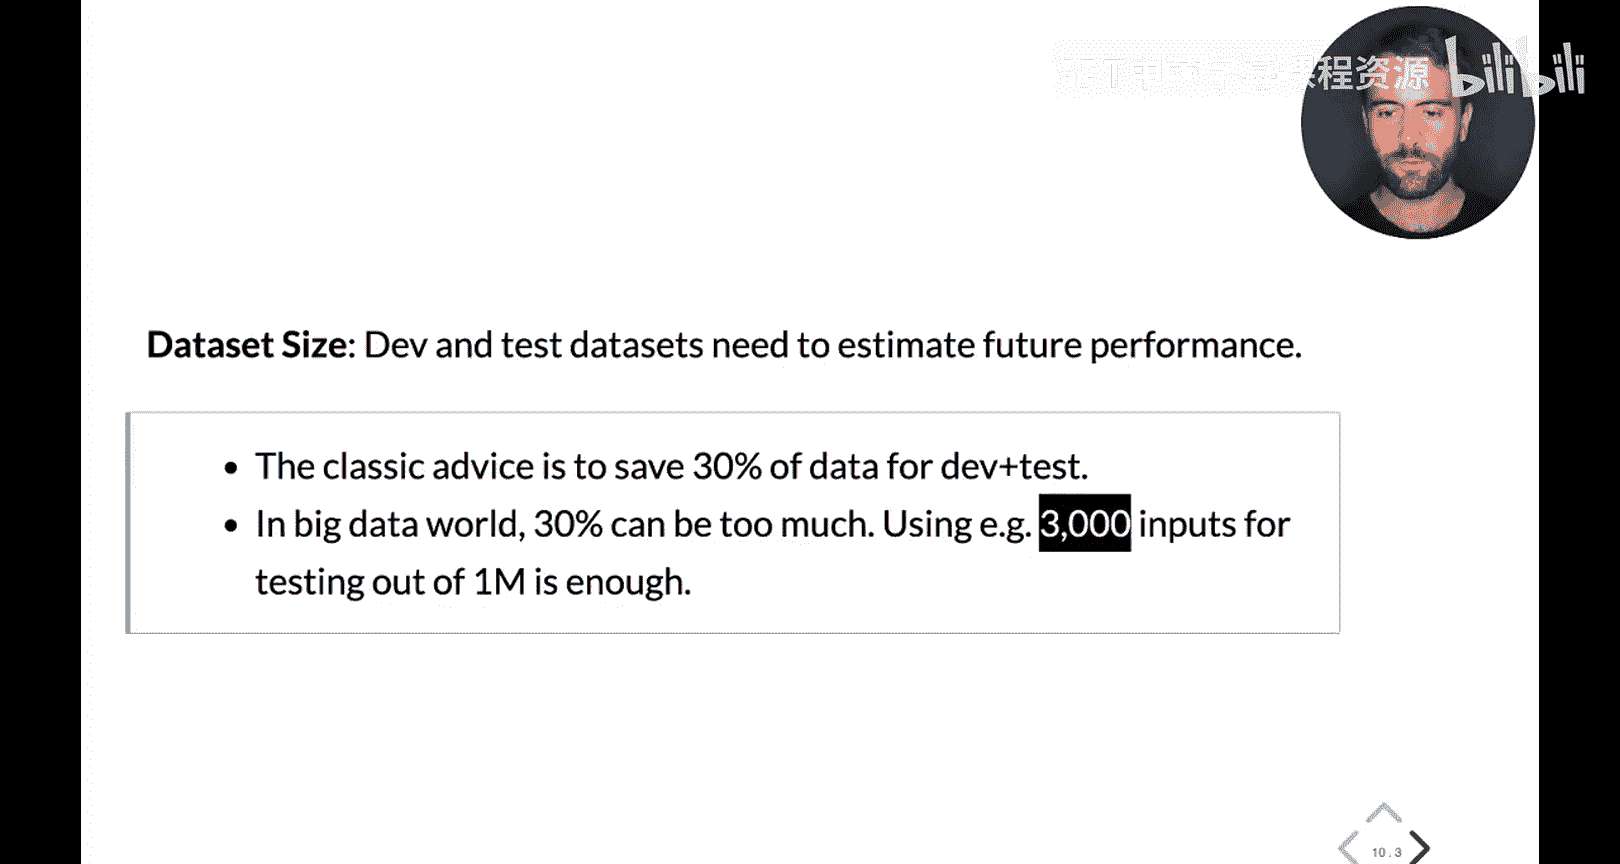 程资源 bilibili
Dataset Size: Dev and test datasets need to estimate future performance.
• The classic advice is to save 30% of data for dev+test.
• In big data world, 30% can be too much. Using e.g. 3,000 inputs for
testing out of 1M is enough.
10.3